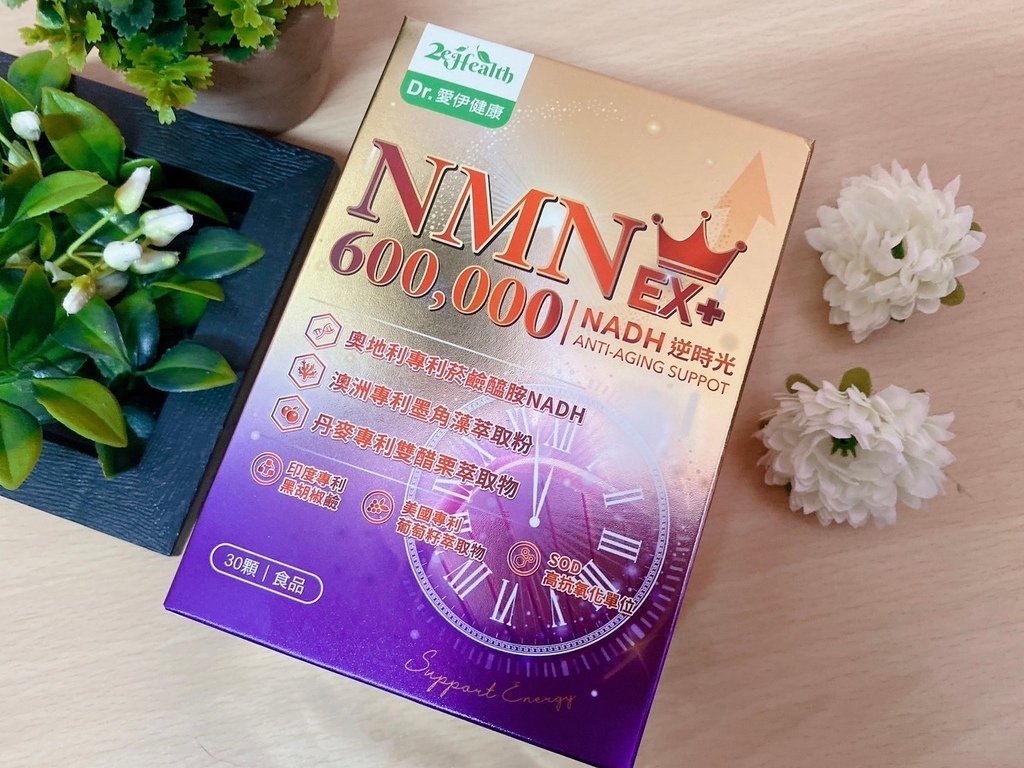 2eHealth
Dr. 愛伊健康
NMN EX+
600,000
NADH 逆時光
ANTI-AGING SUPPOT
奧地利專利菸鹼醯胺NADH
澳洲專利墨角藻萃取粉
丹麥專利雙醋栗萃取物
印度專利
黑胡椒鹼
美國專利
葡萄籽萃取物
SOD
高抗氧化單位
30顆|食品
Support Energy